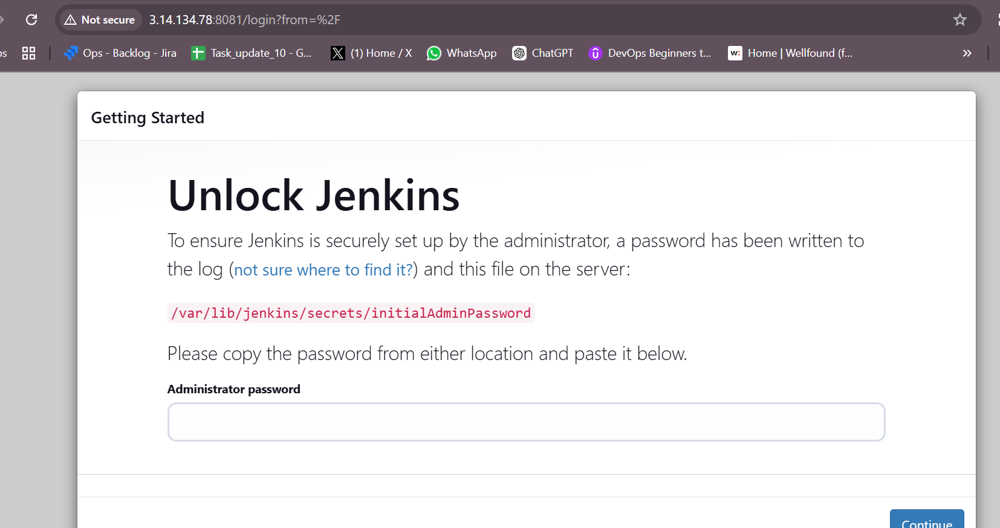 Not secure 3.14.134.78:8081/login?from=%2F
os Ops - Backlog - Jira Task_update_10 - G... (1) Home / X WhatsApp ChatGPT DevOps Beginners t... w: Home | Wellfound (f... »
Getting Started
Unlock Jenkins
To ensure Jenkins is securely set up by the administrator, a password has been written to
the log (not sure where to find it?) and this file on the server:
/var/lib/jenkins/secrets/initialAdminPassword
Please copy the password from either location and paste it below.
Administrator password
Continue